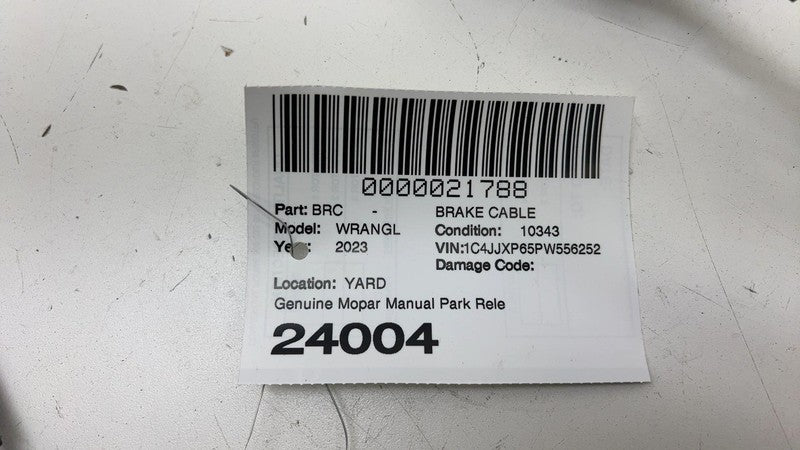 0000021788
Part: BRC - BRAKE CABLE
Model: WRANGL Condition: 10343
Year: 2023 VIN:1C4JJXP65PW556252
Damage Code:
Location: YARD
Genuine Mopar Manual Park Rele
24004